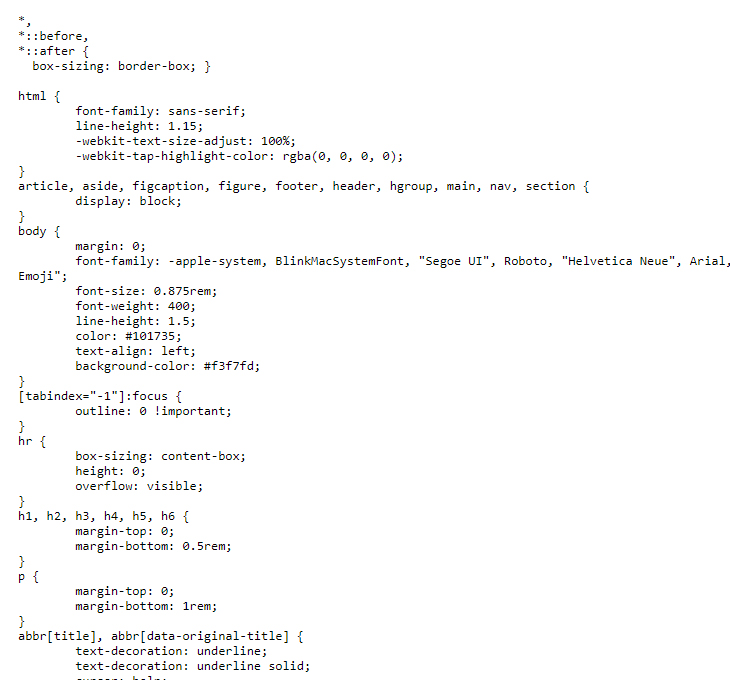 *,
*::before,
*::after {
  box-sizing: border-box; }

html {
        font-family: sans-serif;
        line-height: 1.15;
        -webkit-text-size-adjust: 100%;
        -webkit-tap-highlight-color: rgba(0, 0, 0, 0);
}
article, aside, figcaption, figure, footer, header, hgroup, main, nav, section {
        display: block;
}
body {
        margin: 0;
        font-family: -apple-system, BlinkMacSystemFont, "Segoe UI", Roboto, "Helvetica Neue", Arial,
Emoji";
        font-size: 0.875rem;
        font-weight: 400;
        line-height: 1.5;
        color: #101735;
        text-align: left;
        background-color: #f3f7fd;
}
[tabindex="-1"]:focus {
        outline: 0 !important;
}
hr {
        box-sizing: content-box;
        height: 0;
        overflow: visible;
}
h1, h2, h3, h4, h5, h6 {
        margin-top: 0;
        margin-bottom: 0.5rem;
}
p {
        margin-top: 0;
        margin-bottom: 1rem;
}
abbr[title], abbr[data-original-title] {
        text-decoration: underline;
        text-decoration: underline solid;